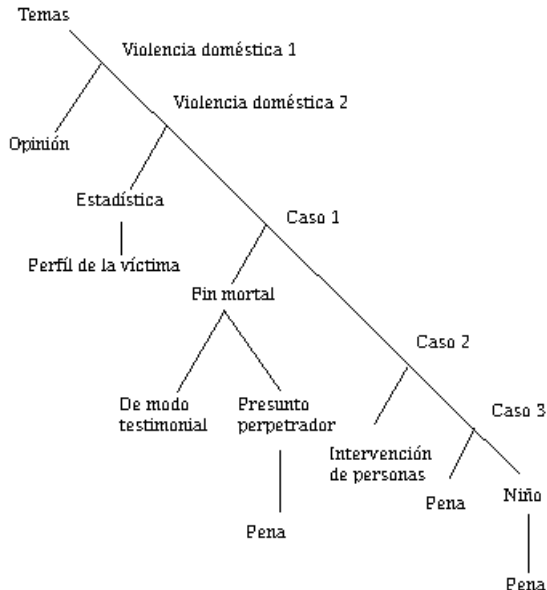 Temas
Violencia doméstica 1
Violencia doméstica 2
Opinión
Estadística
Caso 1
Perfíl de la víctima
Fin mortal
Caso 2
De modo
testimonial
Presunto
perpetrador
Caso 3
Intervención
de personas
Pena
Niño
Pena
Pena